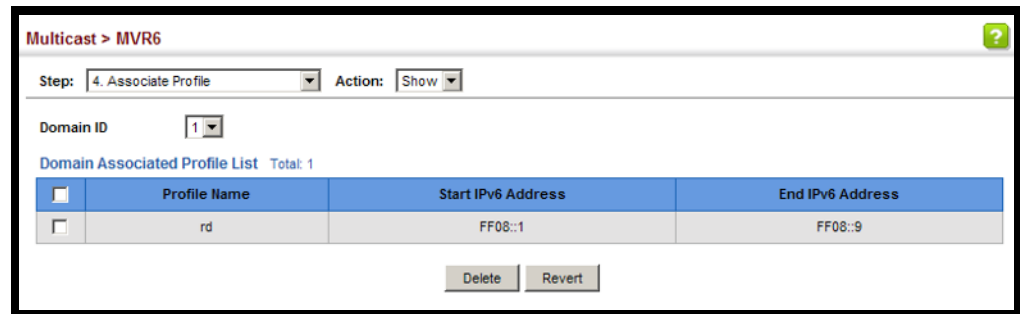 Multicast > MVR6 ?
Step: 4. Associate Profile Action: Show
Domain ID 1
Domain Associated Profile List Total: 1
Profile Name Start IPv6 Address End IPv6 Address
rd FF08::1 FF08::9
Delete Revert